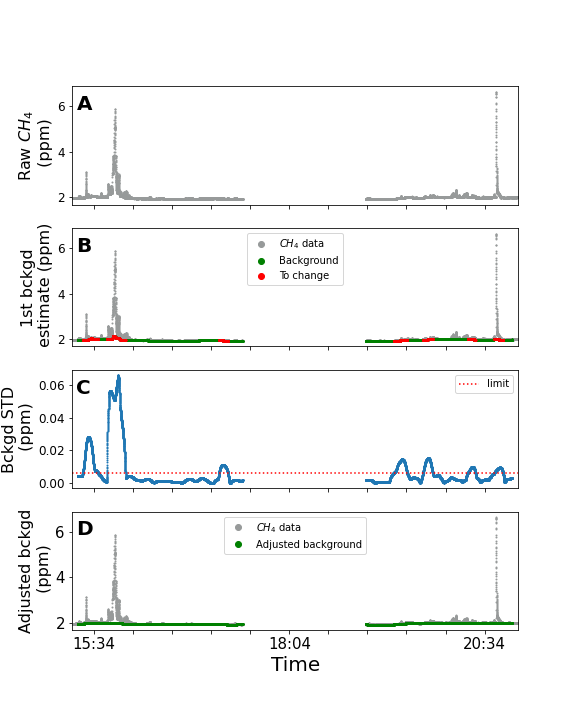 A
Raw CH4
(ppm)
6
4
2
B
1st bckgd
estimate (ppm)
6
4
2
CH4 data
Background
To change
C
Bckgd STD
(ppm)
0.06
0.04
0.02
0.00
limit
D
Adjusted bckgd
(ppm)
6
4
2
CH4 data
Adjusted background
15:34
18:04
20:34
Time